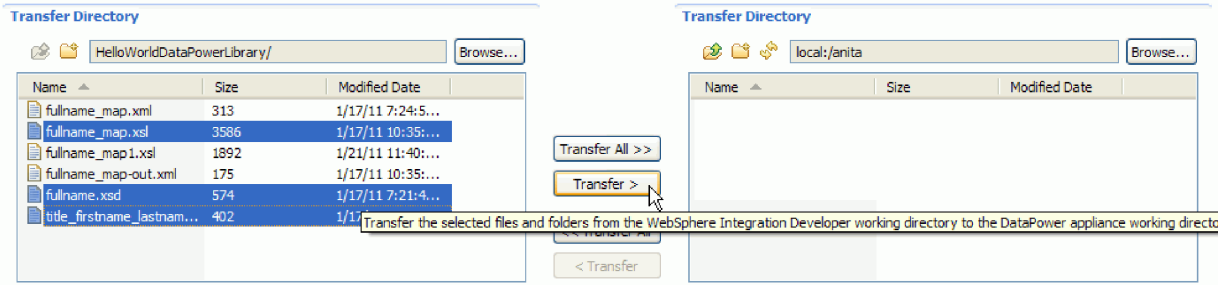 Transfer Directory
HelloWorldDataPowerLibrary/ Browse...
Name Size Modified Date
fullname_map.xml 313 1/17/11 7:24:5...
fullname_map.xsl 3586 1/17/11 10:35:...
fullname_map1.xsl 1892 1/21/11 11:40:...
fullname_map-out.xml 175 1/17/11 10:35:...
fullname.xsd 574 1/17/11 7:21:4...
title_firstname_lastnam... 402 1/17
Transfer All >>
Transfer >
Transfer the selected files and folders from the WebSphere Integration Developer working directory to the DataPower appliance working directo
<< Transfer All
< Transfer
Transfer Directory
local:/anita Browse...
Name Size Modified Date